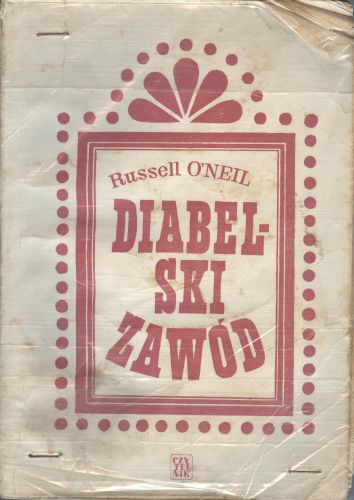 Russell O'NEIL
DIABEL-
SKI
ZAWÓD
CZY
TEL
NIK